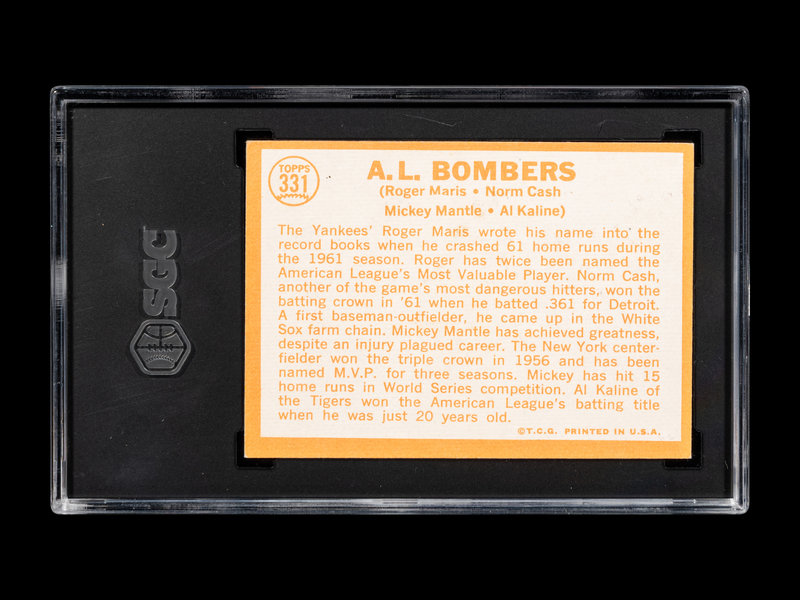 TOPPS
331
A.L. BOMBERS
(Roger Maris • Norm Cash
Mickey Mantle • Al Kaline)
The Yankees' Roger Maris wrote his name into the
record books when he crashed 61 home runs during
the 1961 season. Roger has twice been named the
American League's Most Valuable Player. Norm Cash,
another of the game's most dangerous hitters, won the
batting crown in '61 when he batted .361 for Detroit.
A first baseman-outfielder, he came up in the White
Sox farm chain. Mickey Mantle has achieved greatness,
despite an injury plagued career. The New York center-
fielder won the triple crown in 1956 and has been
named M.V.P. for three seasons. Mickey has hit 15
home runs in World Series competition. Al Kaline of
the Tigers won the American League's batting title
when he was just 20 years old.
©T.C.G. PRINTED IN U.S.A.
SGC